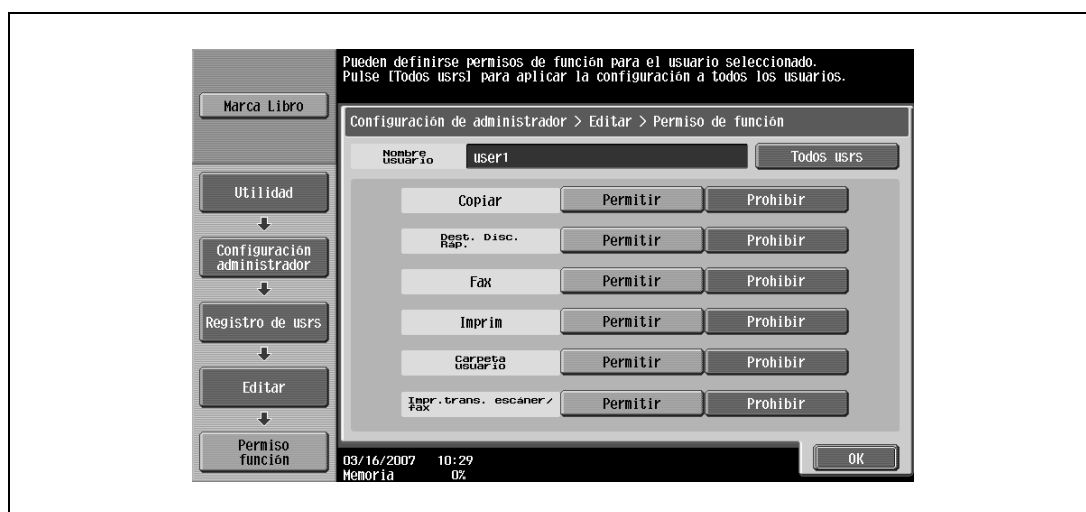 Pueden definirse permisos de función para el usuario seleccionado.
Pulse [Todos usrs] para aplicar la configuración a todos los usuarios.
Marca Libro
Configuración de administrador > Editar > Permiso de función
Nombre
usuario
user1
Todos usrs
Utilidad
Configuración
administrador
Registro de usrs
Editar
Permiso
función
Copiar
Permitir
Prohibir
Dest. Disc.
Ráp.
Permitir
Prohibir
Fax
Permitir
Prohibir
Imprim
Permitir
Prohibir
Carpeta
usuario
Permitir
Prohibir
Impr.trans. escáner/
fax
Permitir
Prohibir
03/16/2007 10:29
Memoria 0%
OK